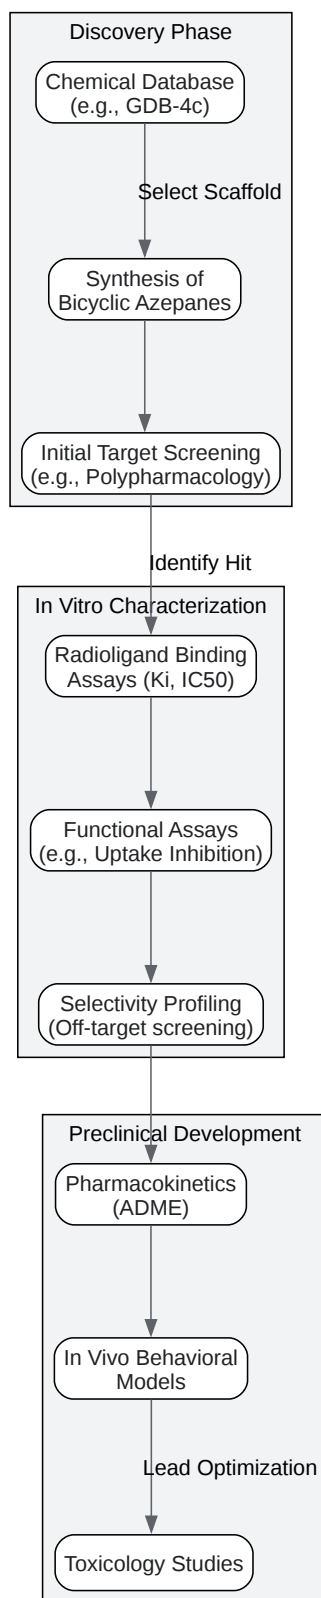 Discovery Phase
Chemical Database
(e.g., GDB-4c)
Select Scaffold
Synthesis of
Bicyclic Azepanes
Initial Target Screening
(e.g., Polypharmacology)
Identify Hit
In Vitro Characterization
Radioligand Binding
Assays (Ki, IC50)
Functional Assays
(e.g., Uptake Inhibition)
Selectivity Profiling
(Off-target screening)
Preclinical Development
Pharmacokinetics
(ADME)
In Vivo Behavioral
Models
Lead Optimization
Toxicology Studies